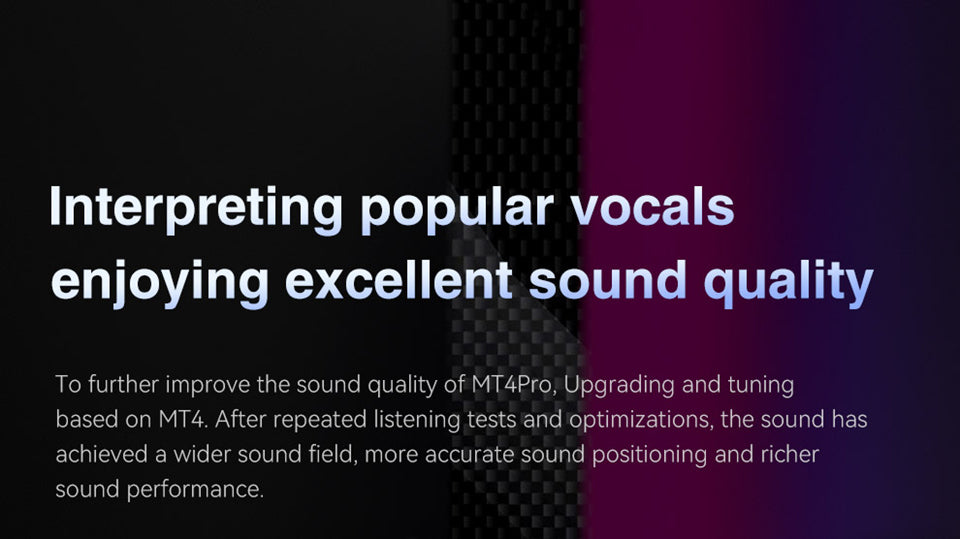 Interpreting popular vocals
enjoying excellent sound quality
To further improve the sound quality of MT4Pro, Upgrading and tuning
based on MT4. After repeated listening tests and optimizations, the sound has
achieved a wider sound field, more accurate sound positioning and richer
sound performance.